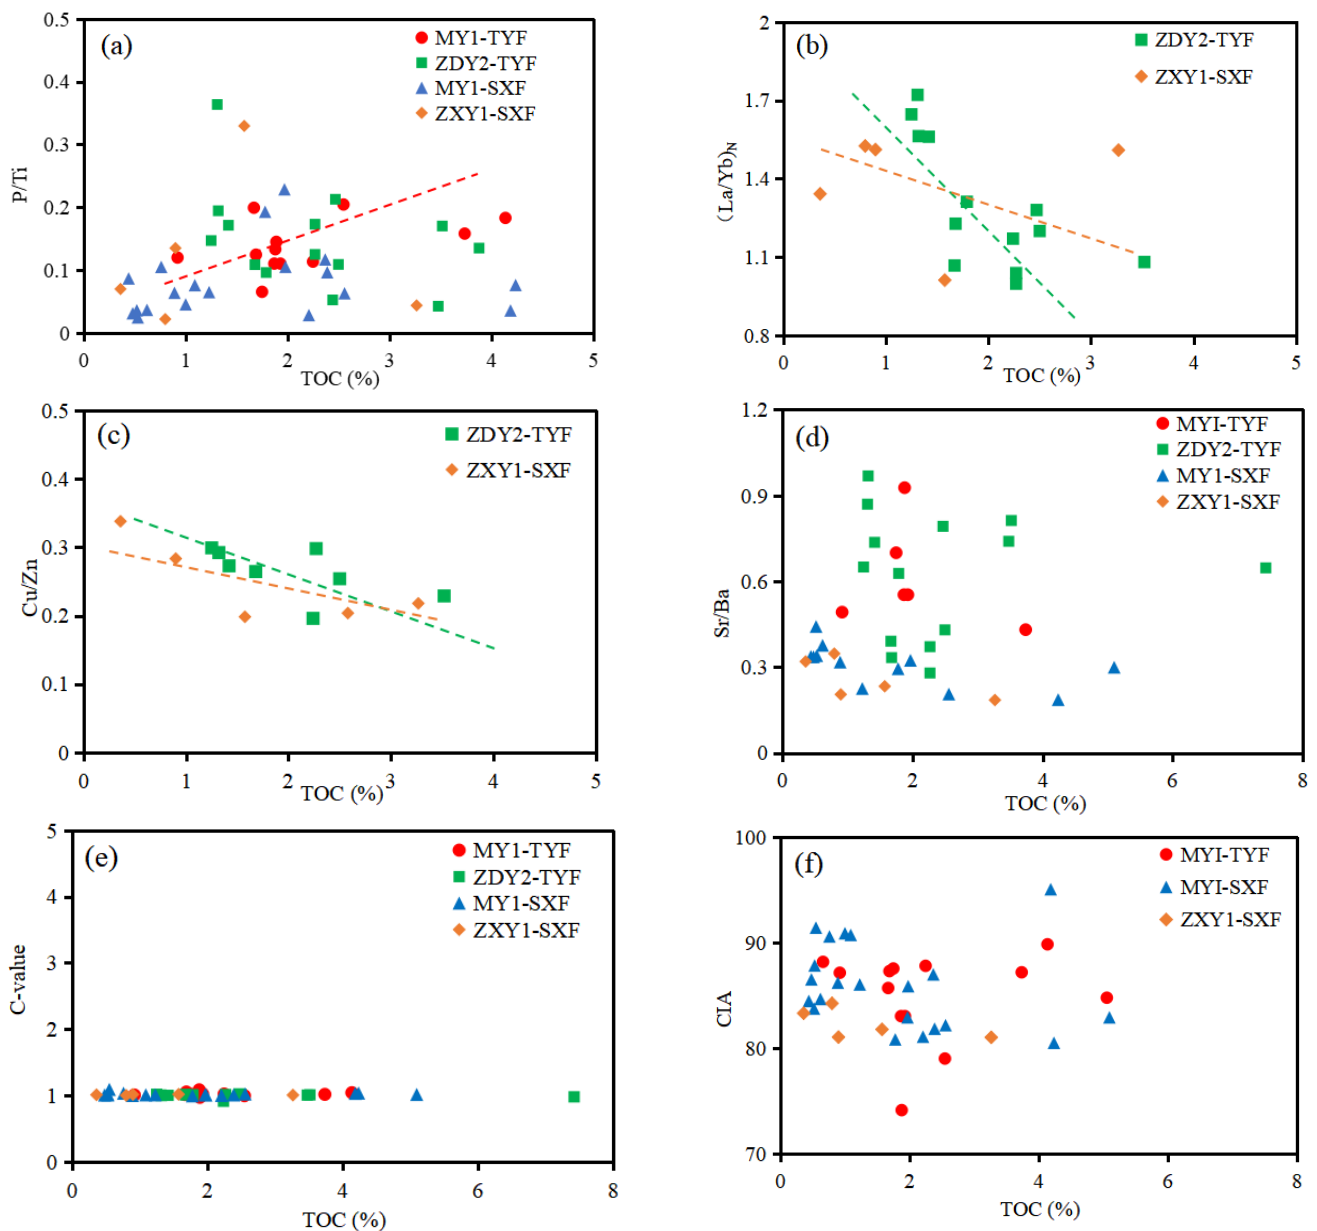 (a)
P/Ti
0.5
0.4
0.3
0.2
0.1
0
MY1-TYF
ZDY2-TYF
MY1-SXF
ZXY1-SXF
0 1 2 3 4 5
TOC (%)
(b)
(La/Yb)N
2
1.7
1.4
1.1
0.8
ZDY2-TYF
ZXY1-SXF
0 1 2 3 4 5
TOC (%)
(c)
Cu/Zn
0.5
0.4
0.3
0.2
0.1
0
ZDY2-TYF
ZXY1-SXF
0 1 2 3 4 5
TOC (%)
(d)
Sr/Ba
1.2
0.9
0.6
0.3
0
MYI-TYF
ZDY2-TYF
MY1-SXF
ZXY1-SXF
0 2 4 6 8
TOC (%)
(e)
C-value
5
4
3
2
1
0
MY1-TYF
ZDY2-TYF
MY1-SXF
ZXY1-SXF
0 2 4 6 8
TOC (%)
(f)
CIA
100
90
80
70
MYI-TYF
MYI-SXF
ZXY1-SXF
0 2 4 6 8
TOC (%)